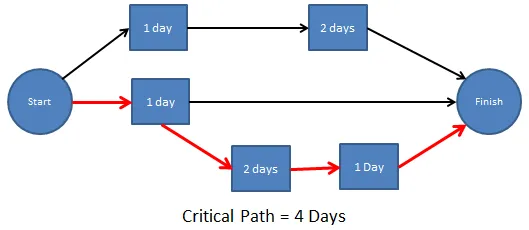 1 day
2 days
Start
1 day
Finish
2 days
1 Day
Critical Path = 4 Days